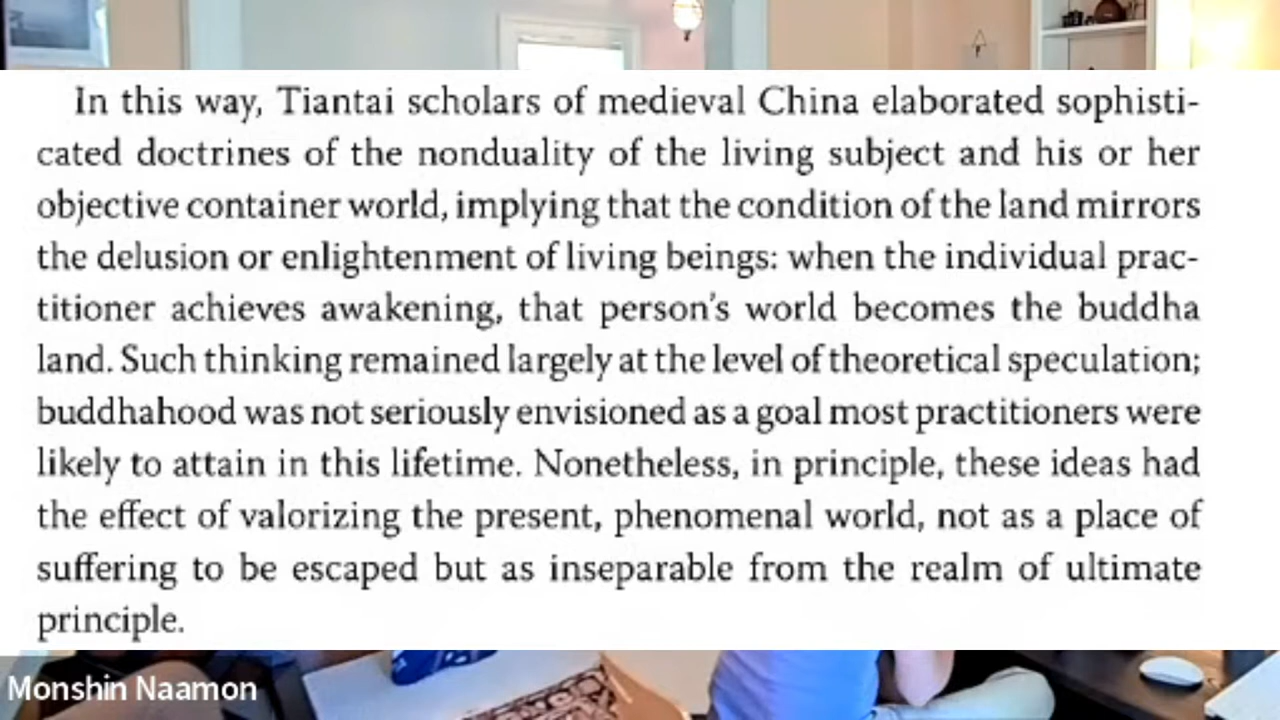 In this way, Tiantai scholars of medieval China elaborated sophisti-
cated doctrines of the nonduality of the living subject and his or her
objective container world, implying that the condition of the land mirrors
the delusion or enlightenment of living beings: when the individual prac-
titioner achieves awakening, that person's world becomes the buddha
land. Such thinking remained largely at the level of theoretical speculation;
buddhahood was not seriously envisioned as a goal most practitioners were
likely to attain in this lifetime. Nonetheless, in principle, these ideas had
the effect of valorizing the present, phenomenal world, not as a place of
suffering to be escaped but as inseparable from the realm of ultimate
principle.
Monshin Naamon